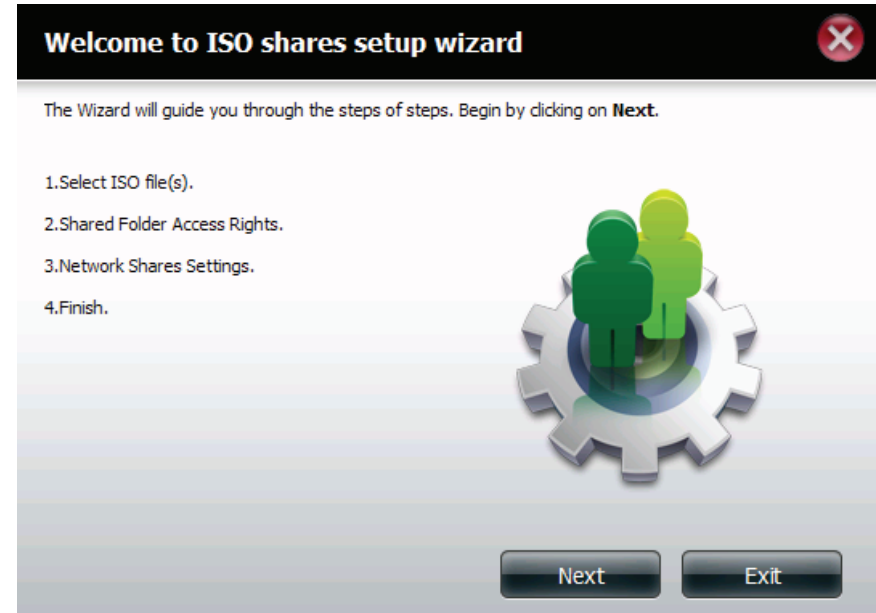 Welcome to ISO shares setup wizard
The Wizard will guide you through the steps of steps. Begin by clicking on Next.
1.Select ISO file(s).
2.Shared Folder Access Rights.
3.Network Shares Settings.
4.Finish.
Next
Exit